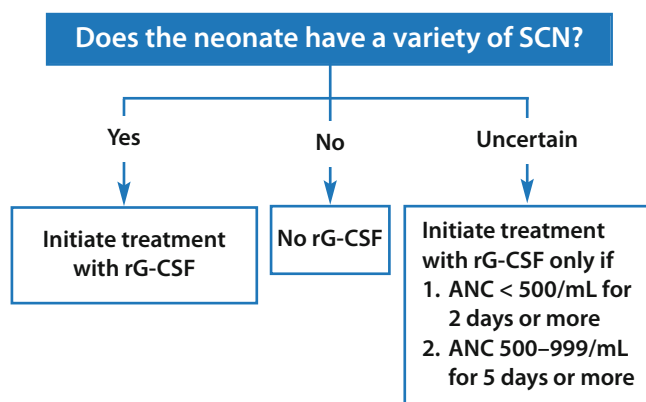 Does the neonate have a variety of SCN?
Yes
No
Uncertain
Initiate treatment
with rG-CSF
No rG-CSF
Initiate treatment
with rG-CSF only if
1. ANC < 500/mL for
2 days or more
2. ANC 500–999/mL
for 5 days or more